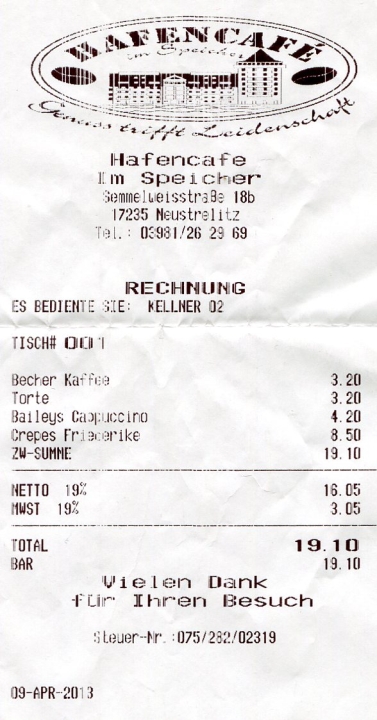 HAFENCAFÉ
im Speicher
Genuss trifft Leidenschaft
Hafencafe
Im Speicher
Semmelweisstraße 18b
17235 Neustrelitz
Tel.: 03981/26 29 69
RECHNUNG
ES BEDIENTE SIE: KELLNER 02
TISCH# 001
Becher Kaffee 3.20
Torte 3.20
Baileys Cappuccino 4.20
Crepes Friederike 8.50
ZW-SUMME 19.10
NETTO 19% 16.05
MWST 19% 3.05
TOTAL 19.10
BAR 19.10
Vielen Dank
für Ihren Besuch
Steuer-Nr.:075/282/02319
09-APR-2013